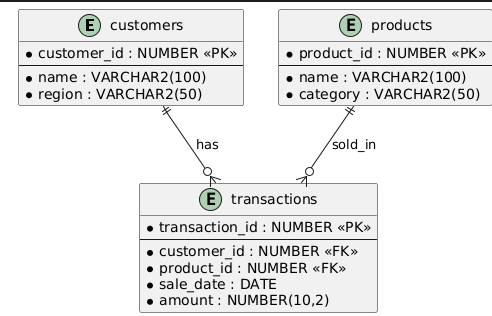 E customers
customer_id : NUMBER «PK»
name : VARCHAR2(100)
region : VARCHAR2(50)
E products
product_id : NUMBER «PK»
name : VARCHAR2(100)
category : VARCHAR2(50)
has
sold_in
E transactions
transaction_id : NUMBER «PK»
customer_id : NUMBER «FK»
product_id : NUMBER «FK»
sale_date : DATE
amount : NUMBER(10,2)